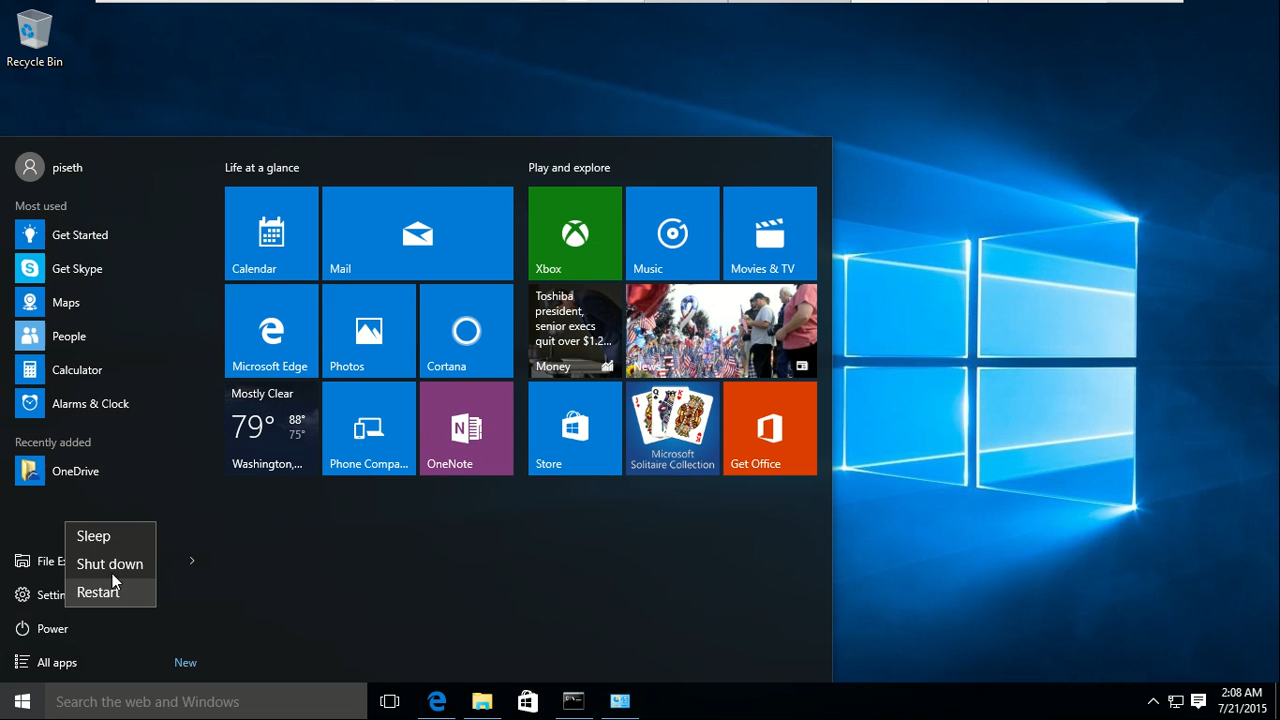 Recycle Bin
piseth
Most used
Get Started
Get Skype
Maps
People
Calculator
Alarms & Clock
Recently added
OneDrive
Sleep
Shut down
Restart
File Ex
Settin
Power
All apps
New
Life at a glance
Calendar
Mail
Microsoft Edge
Photos
Cortana
Mostly Clear
79°
88°
75°
Washington,...
Phone Compa...
OneNote
Play and explore
Xbox
Music
Movies & TV
Toshiba
president,
senior execs
quit over $1.2...
Money
News
Store
Microsoft
Solitaire Collection
Get Office
Search the web and Windows
2:08 AM
7/21/2015